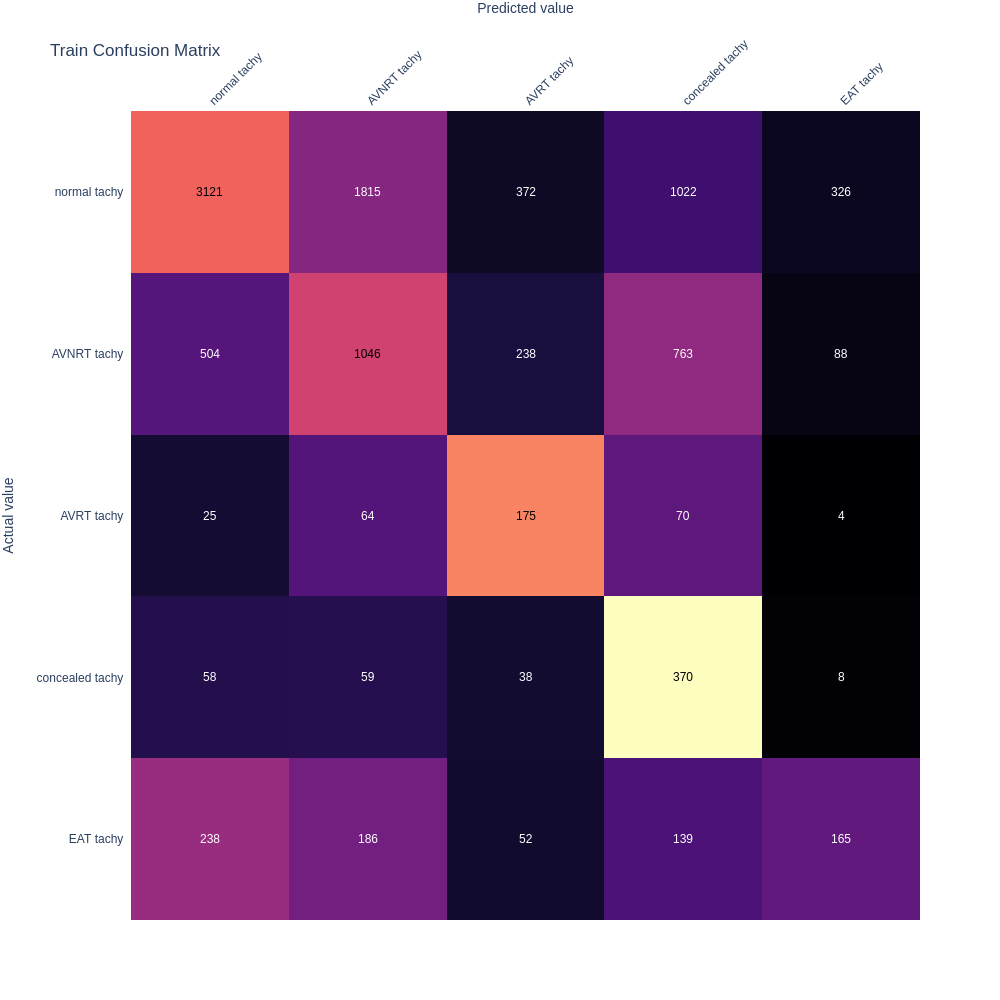 Predicted value
Train Confusion Matrix
normal tachy AVNRT tachy AVRT tachy concealed tachy EAT tachy
normal tachy 3121 1815 372 1022 326
AVNRT tachy 504 1046 238 763 88
Actual value
AVRT tachy 25 64 175 70 4
concealed tachy 58 59 38 370 8
EAT tachy 238 186 52 139 165